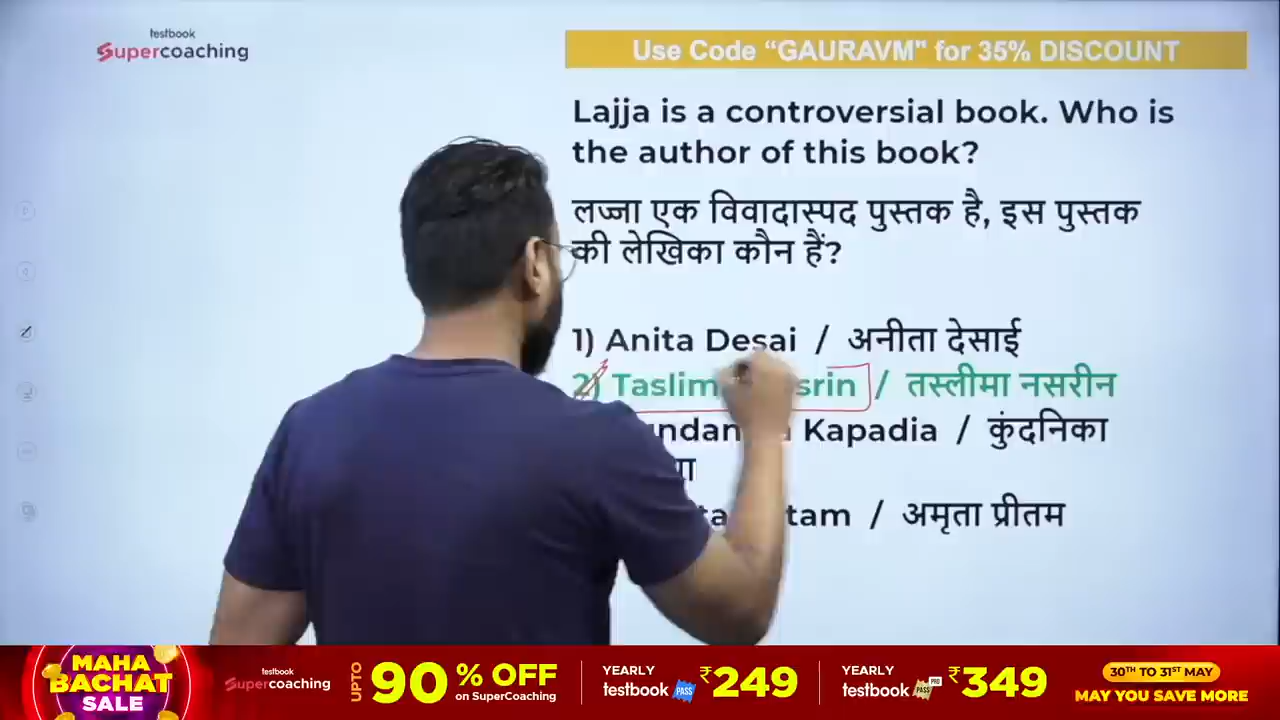 testbook
Supercoaching
Use Code “GAURAVM" for 35% DISCOUNT
Lajja is a controversial book. Who is
the author of this book?
लज्जा एक विवादास्पद पुस्तक है, इस पुस्तक
की लेखिका कौन हैं?
1) Anita Desai / अनीता देसाई
2) / तस्लीमा नसरीन
Kapadia / कुंदनिका
/ अमृता प्रीतम
MAHA
BACHAT
SALE
testbook
Supercoaching
UPTO 90% OFF
on SuperCoaching
YEARLY
testbook PASS
₹249
YEARLY
testbook PASS PRO
₹349
30TH TO 31ST MAY
MAY YOU SAVE MORE